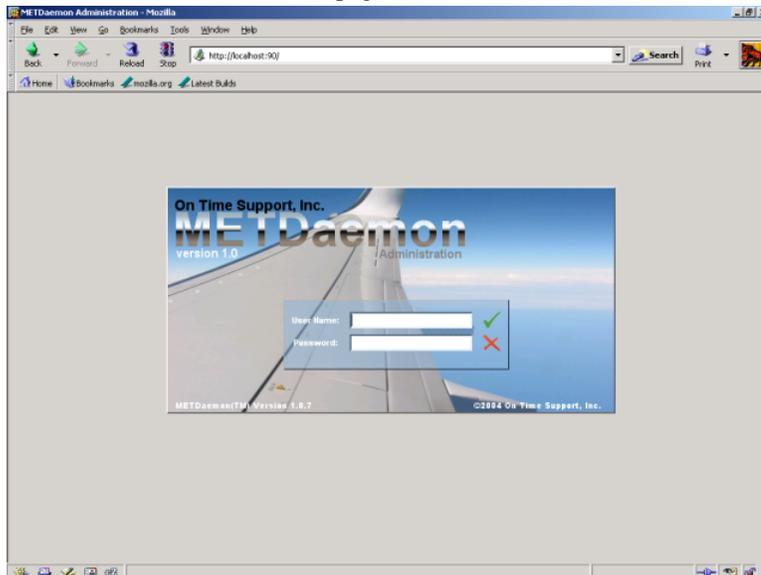 METDaemon Administration - Mozilla
File Edit View Go Bookmarks Tools Window Help
Back Forward Reload Stop http://localhost:90/ Search Print
Home Bookmarks mozilla.org Latest Builds
On Time Support, Inc.
METDaemon
version 1.0 Administration
User Name:
Password:
METDaemon(TM) Version 1.0.7 ©2004 On Time Support, Inc.